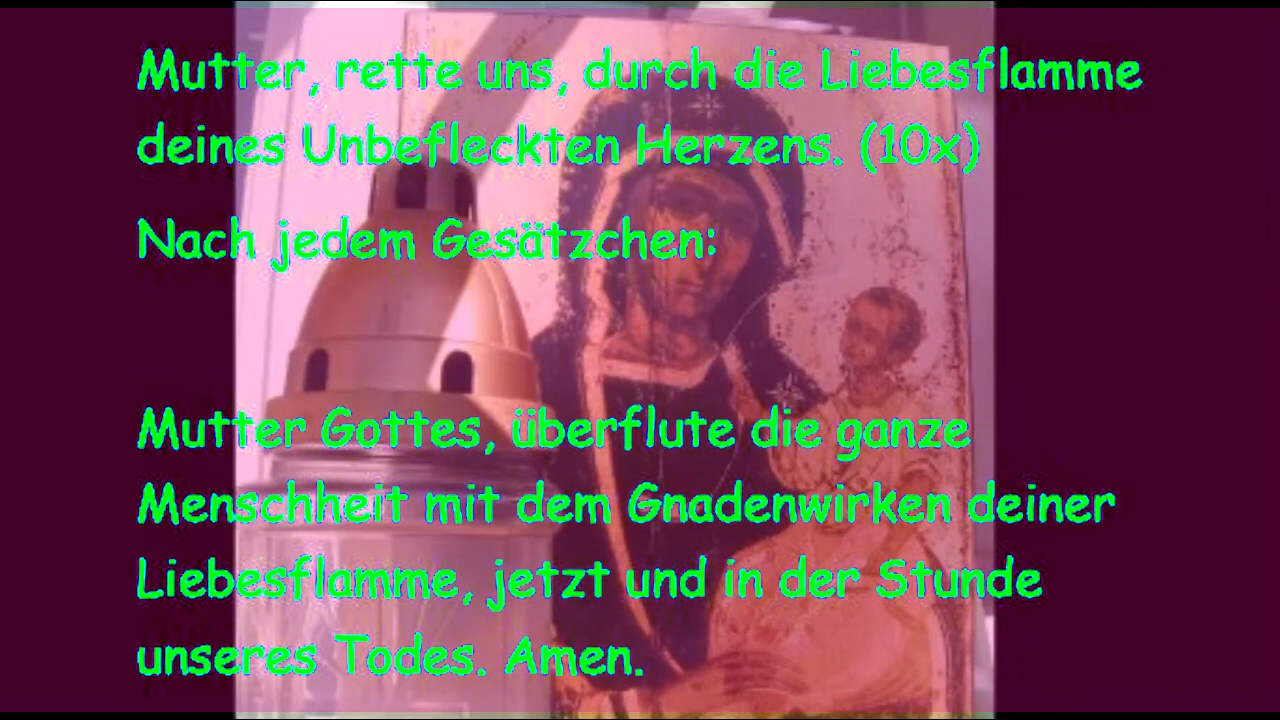 Mutter, rette uns, durch die Liebesflamme
deines Unbefleckten Herzens. (10x)
Nach jedem Gesätzchen:
Mutter Gottes, überflute die ganze
Menschheit mit dem Gnadenwirken deiner
Liebesflamme, jetzt und in der Stunde
unseres Todes. Amen.